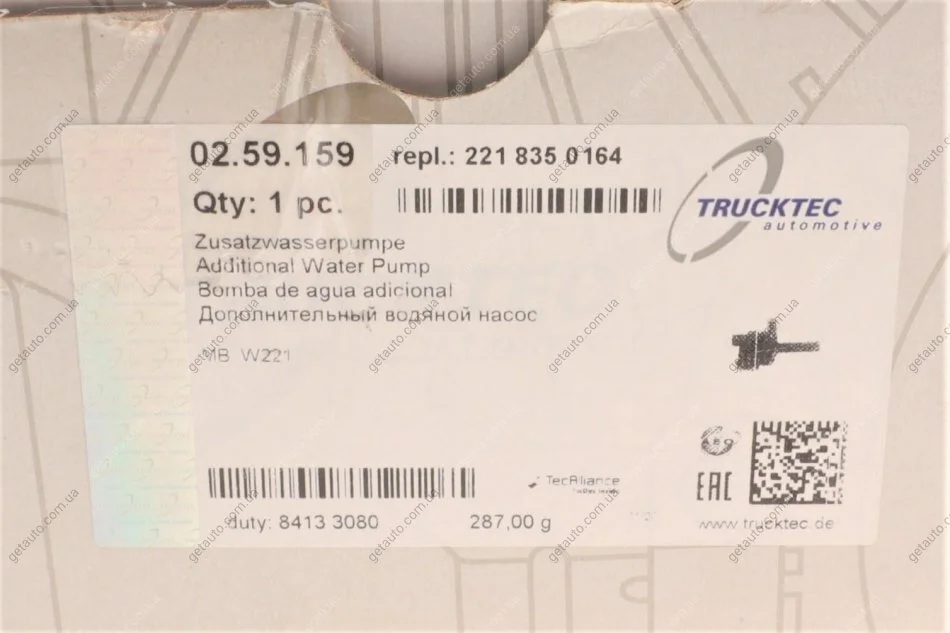 02.59.159 repl.: 221 835 0164
Qty: 1 pc.
TRUCKTEC
automotive
Zusatzwasserpumpe
Additional Water Pump
Bomba de agua adicional
Дополнительный водяной насос
MB W221
TecAlliance
EAC
duty: 8413 3080 287,00 g
www.trucktec.de
getauto.com.ua